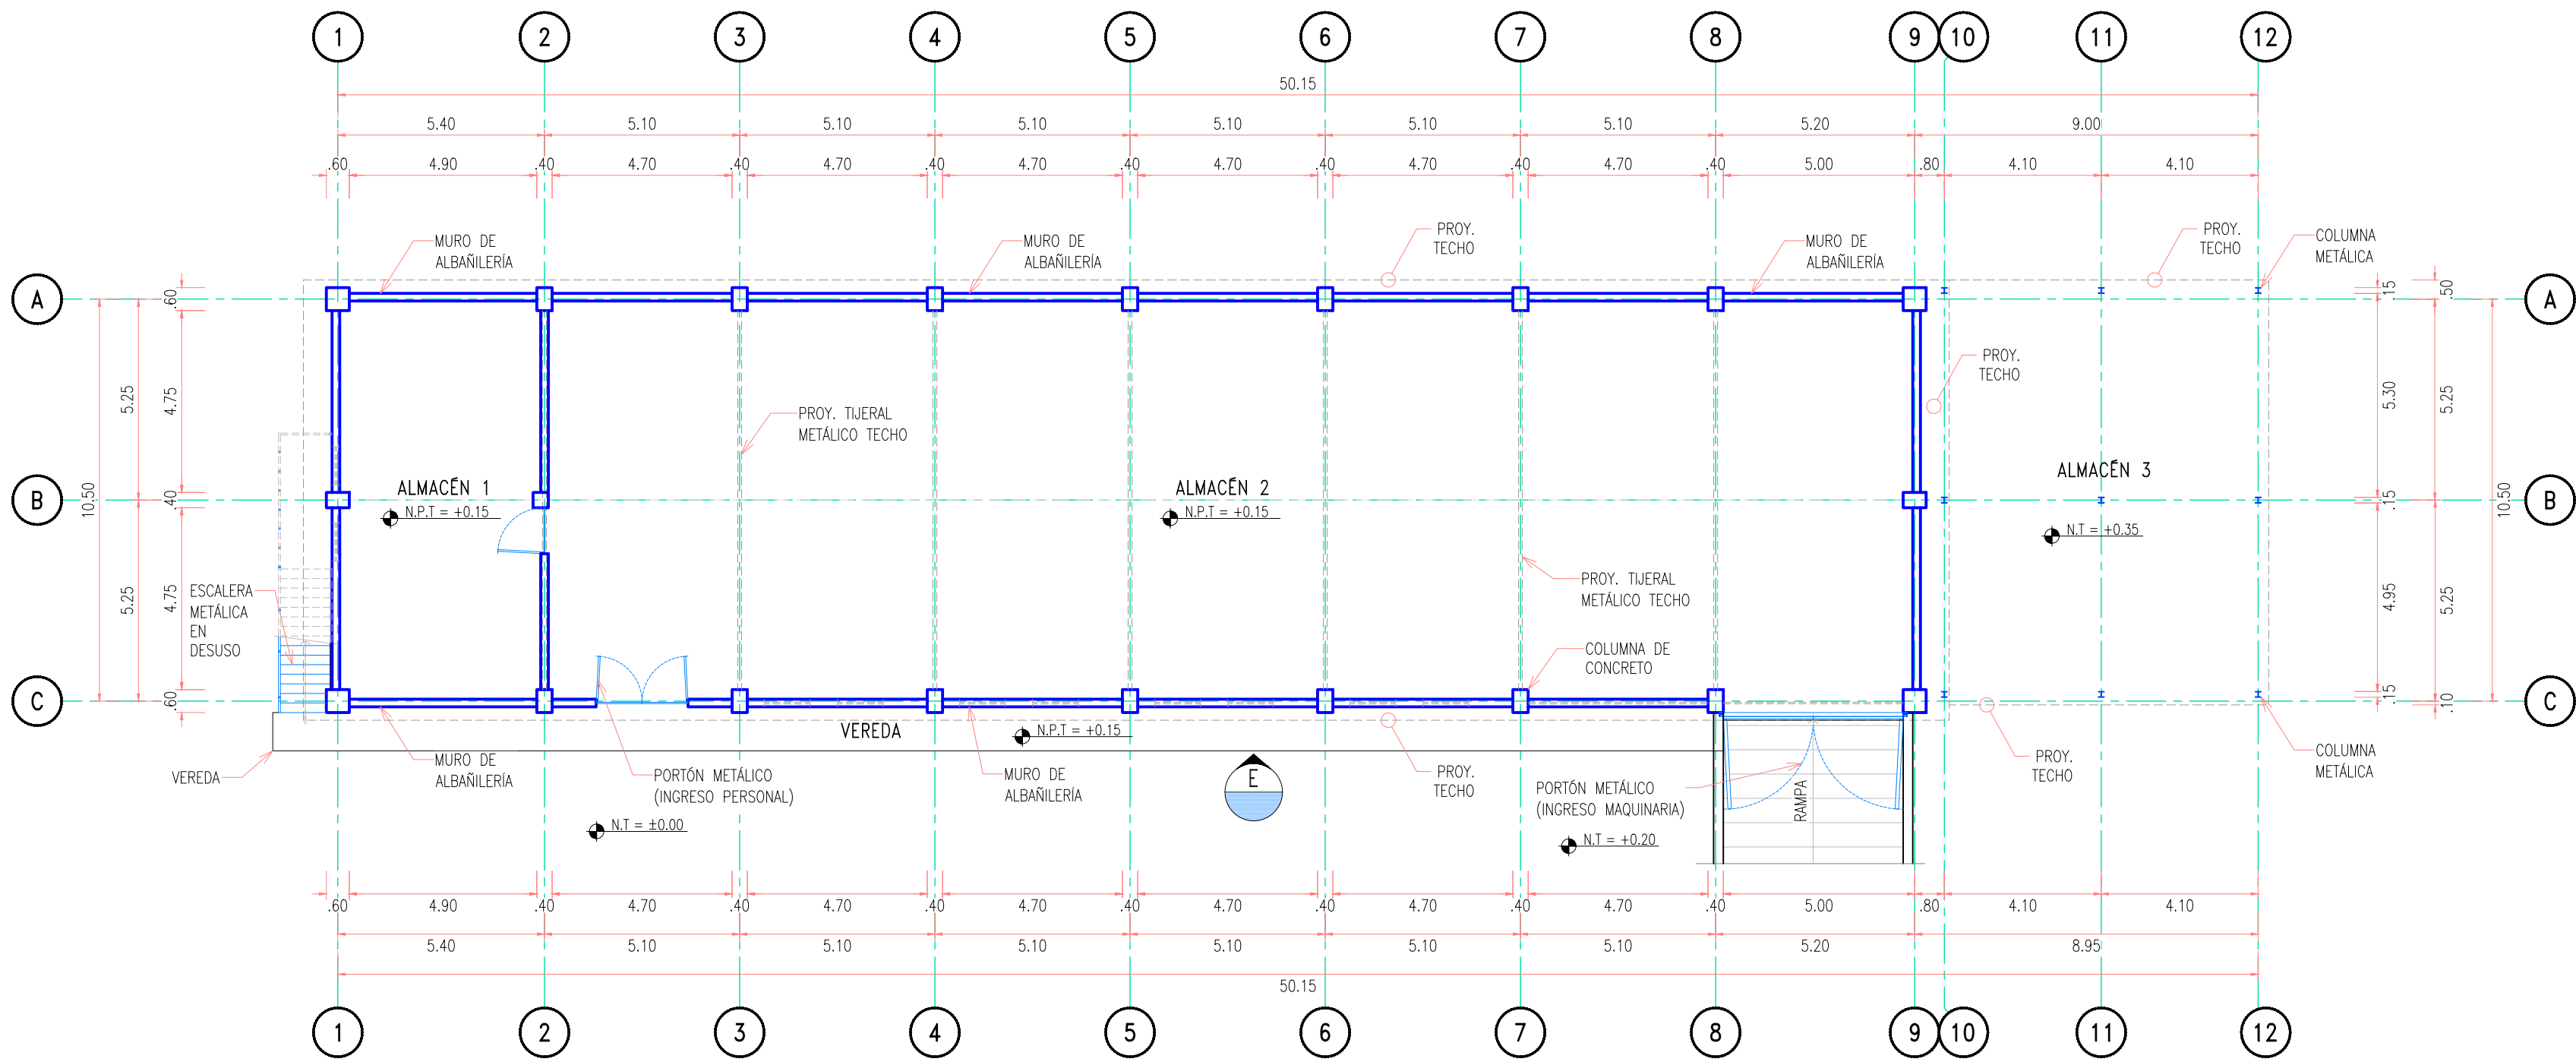 1 2 3 4 5 6 7 8 9 10 11 12
50.15
5.40 5.10 5.10 5.10 5.10 5.10 5.10 5.20 9.00
.60 4.90 .40 4.70 .40 4.70 .40 4.70 .40 4.70 .40 4.70 .40 4.70 .40 5.00 .80 4.10 4.10
MURO DE
ALBAÑILERÍA
MURO DE
ALBAÑILERÍA
PROY.
TECHO
MURO DE
ALBAÑILERÍA
PROY.
TECHO
COLUMNA
METÁLICA
A
A
.60
.15
.50
PROY.
TECHO
5.25
4.75
5.30
5.25
PROY. TIJERAL
METÁLICO TECHO
ALMACÉN 1
N.P.T = +0.15
ALMACÉN 2
N.P.T = +0.15
ALMACÉN 3
N.T = +0.35
B
B
10.50
.40
.15
10.50
ESCALERA
METÁLICA
EN
DESUSO
5.25
4.75
4.95
5.25
PROY. TIJERAL
METÁLICO TECHO
COLUMNA DE
CONCRETO
C
C
.60
.15
.10
VEREDA
N.P.T = +0.15
VEREDA
MURO DE
ALBAÑILERÍA
PORTÓN METÁLICO
(INGRESO PERSONAL)
MURO DE
ALBAÑILERÍA
E
PROY.
TECHO
PORTÓN METÁLICO
(INGRESO MAQUINARIA)
RAMPA
PROY.
TECHO
COLUMNA
METÁLICA
N.T = ±0.00
N.T = +0.20
.60 4.90 .40 4.70 .40 4.70 .40 4.70 .40 4.70 .40 4.70 .40 4.70 .40 5.00 .80 4.10 4.10
5.40 5.10 5.10 5.10 5.10 5.10 5.10 5.20 8.95
50.15
1 2 3 4 5 6 7 8 9 10 11 12